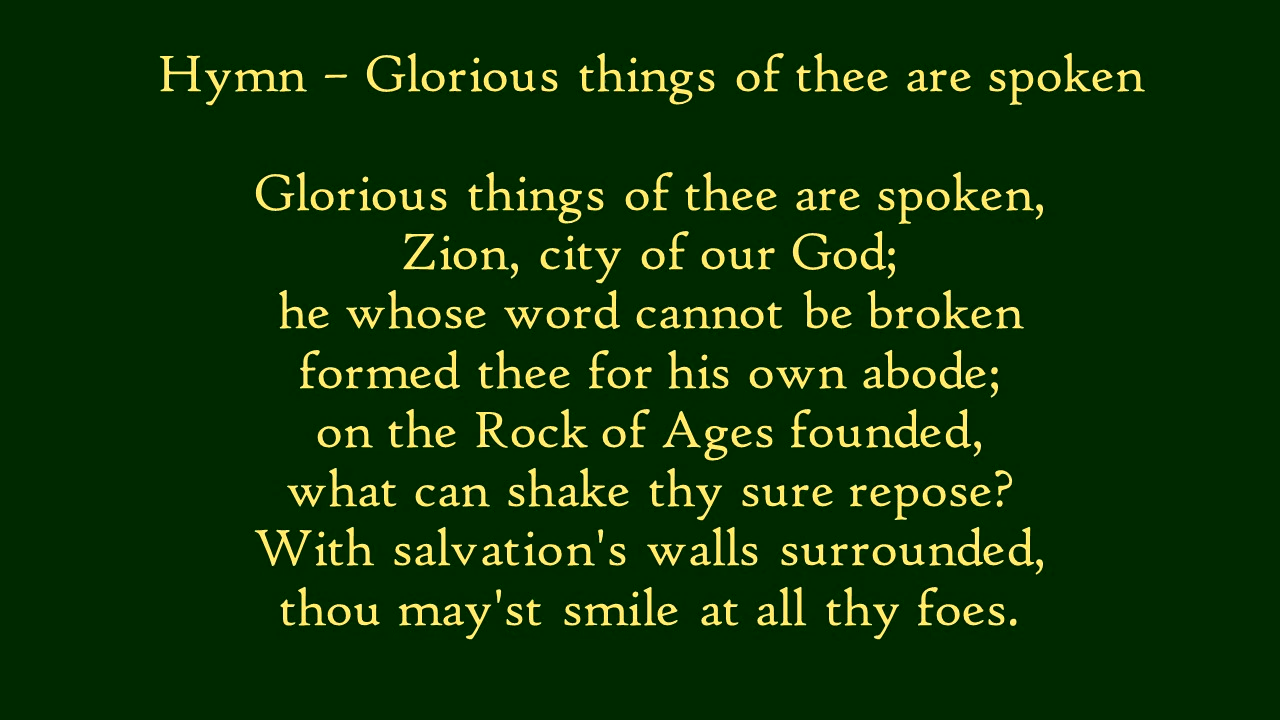 Hymn – Glorious things of thee are spoken
Glorious things of thee are spoken,
Zion, city of our God;
he whose word cannot be broken
formed thee for his own abode;
on the Rock of Ages founded,
what can shake thy sure repose?
With salvation's walls surrounded,
thou may'st smile at all thy foes.